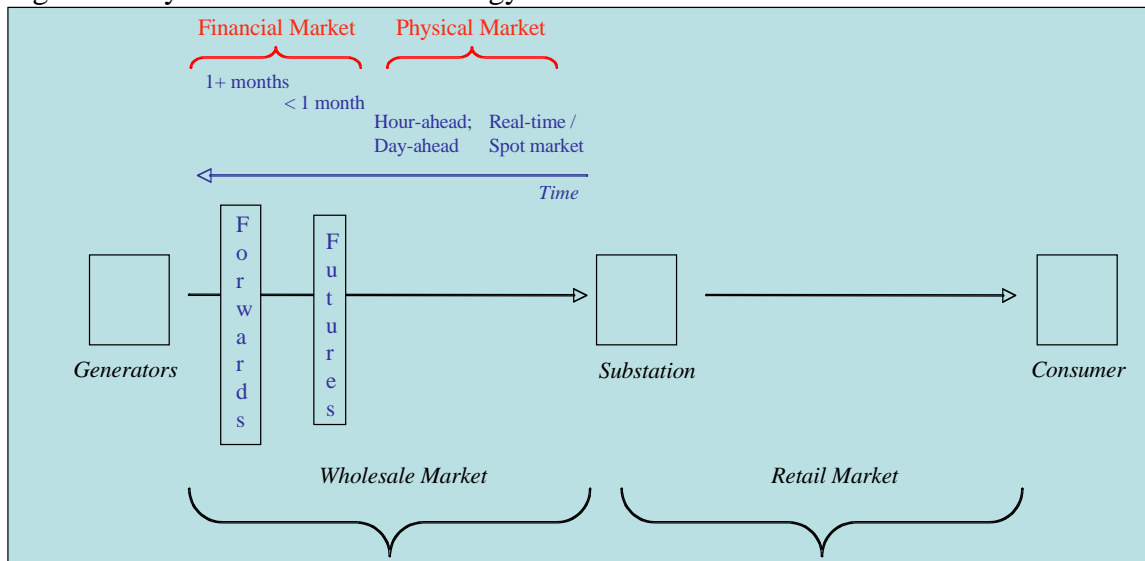 Financial Market
Physical Market
1+ months
< 1 month
Hour-ahead;
Day-ahead
Real-time /
Spot market
Time
Forwards
Futures
Generators
Substation
Consumer
Wholesale Market
Retail Market